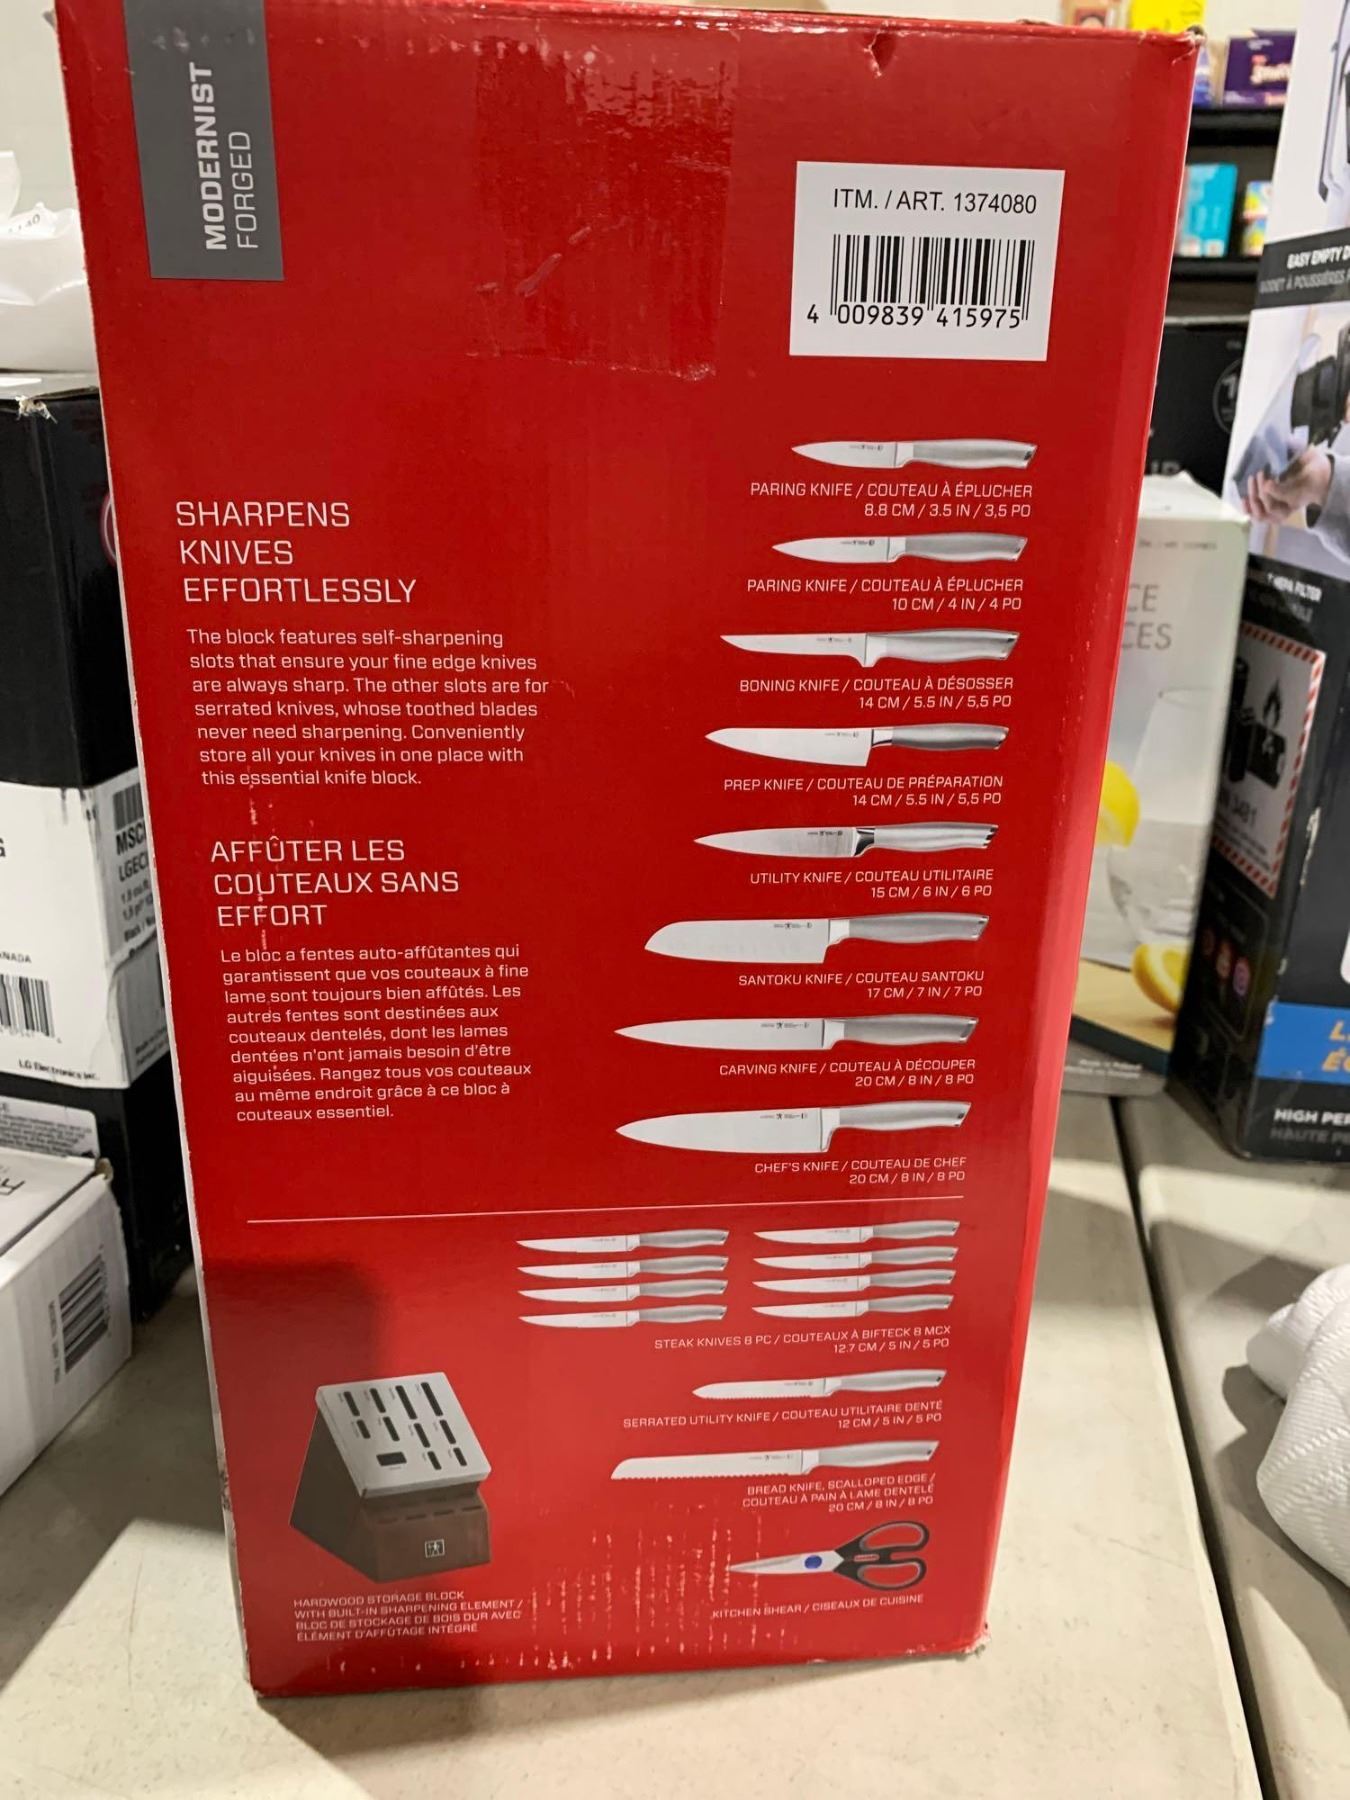 MODERNIST
FORGED
ITM. / ART. 1374080
4 009839 415975
SHARPENS
KNIVES
EFFORTLESSLY
The block features self-sharpening
slots that ensure your fine edge knives
are always sharp. The other slots are for
serrated knives, whose toothed blades
never need sharpening. Conveniently
store all your knives in one place with
this essential knife block.
AFFÛTER LES
COUTEAUX SANS
EFFORT
Le bloc a fentes auto-affûtantes qui
garantissent que vos couteaux à fine
lame sont toujours bien affûtés. Les
autres fentes sont destinées aux
couteaux dentelés, dont les lames
dentées n'ont jamais besoin d'être
aiguisées. Rangez tous vos couteaux
au même endroit grâce à ce bloc à
couteaux essentiel.
PARING KNIFE / COUTEAU À ÉPLUCHER
8.8 CM / 3.5 IN / 3,5 PO
PARING KNIFE / COUTEAU À ÉPLUCHER
10 CM / 4 IN / 4 PO
BONING KNIFE / COUTEAU À DÉSOSSER
14 CM / 5.5 IN / 5,5 PO
PREP KNIFE / COUTEAU DE PRÉPARATION
14 CM / 5.5 IN / 5,5 PO
UTILITY KNIFE / COUTEAU UTILITAIRE
15 CM / 6 IN / 6 PO
SANTOKU KNIFE / COUTEAU SANTOKU
17 CM / 7 IN / 7 PO
CARVING KNIFE / COUTEAU À DÉCOUPER
20 CM / 8 IN / 8 PO
CHEF'S KNIFE / COUTEAU DE CHEF
20 CM / 8 IN / 8 PO
STEAK KNIVES 8 PC / COUTEAUX À BIFTECK 8 MCX
12.7 CM / 5 IN / 5 PO
SERRATED UTILITY KNIFE / COUTEAU UTILITAIRE DENTÉ
12 CM / 5 IN / 5 PO
BREAD KNIFE, SCALLOPED EDGE /
COUTEAU À PAIN À LAME DENTELÉ
20 CM / 8 IN / 8 PO
KITCHEN SHEAR / CISEAUX DE CUISINE
HARDWOOD STORAGE BLOCK
WITH BUILT-IN SHARPENING ELEMENT /
BLOC DE STOCKAGE DE BOIS DUR AVEC
ÉLÉMENT D'AFFÛTAGE INTÉGRÉ
LG Electronics Inc.
EASY EMPTY
HEPA FILTER
HIGH
HAUTE